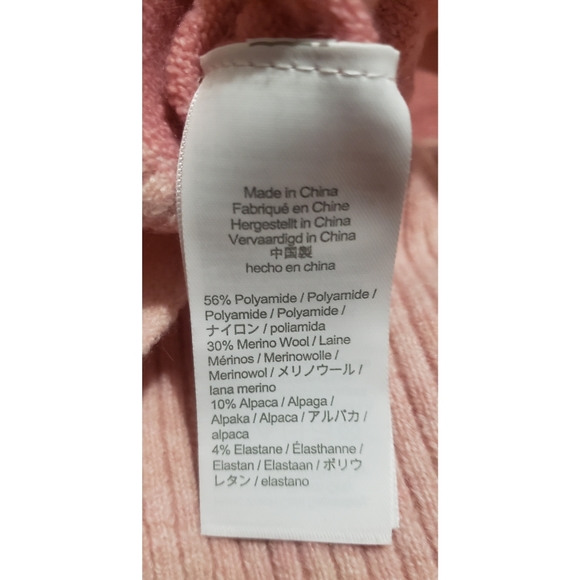 Made in China
Fabriqué en Chine
Hergestellt in China
Vervaardigd in China
中国製
hecho en china
56% Polyamide / Polyamide /
Polyamide / Polyamide /
ナイロン / poliamida
30% Merino Wool / Laine
Mérinos / Merinowolle /
Merinowol / メリノウール /
lana merino
10% Alpaca / Alpaga /
Alpaka / Alpaca / アルパカ /
alpaca
4% Elastane / Élasthanne /
Elastan / Elastaan / ポリウ
レタン / elastano